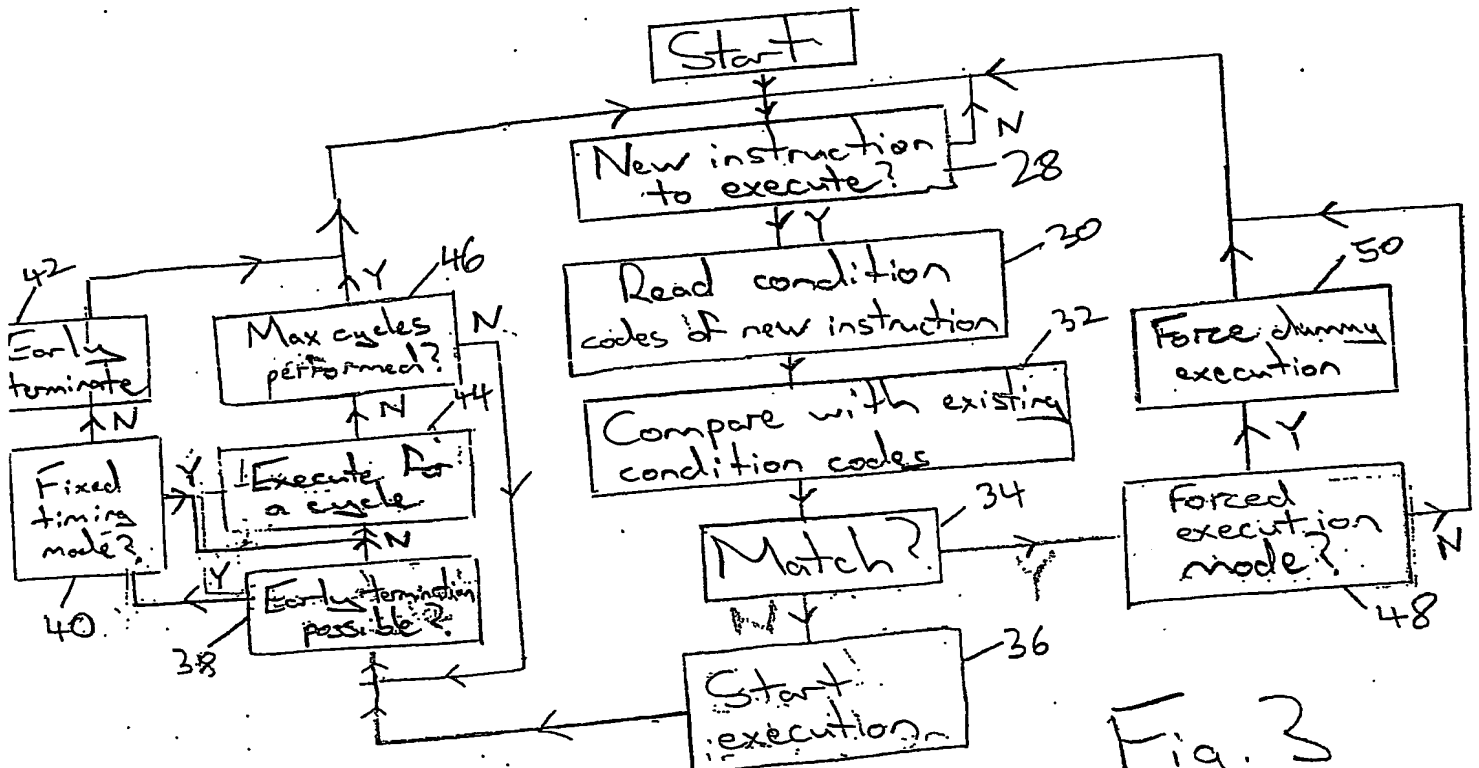 Start
New instruction
to execute?
N
28
Y
30
Read condition
codes of new instruction
32
Compare with existing
condition codes
34
Match?
Y
N
36
Start
execution
42
Early
terminate
N
Fixed
timing
mode?
40
Y
46
Y
Max cycles
performed?
N
44
N
Execute for
a cycle
N
Y
Early termination
possible?
38
50
Force dummy
execution
Y
Forced
execution
mode?
N
48
Fig. 3